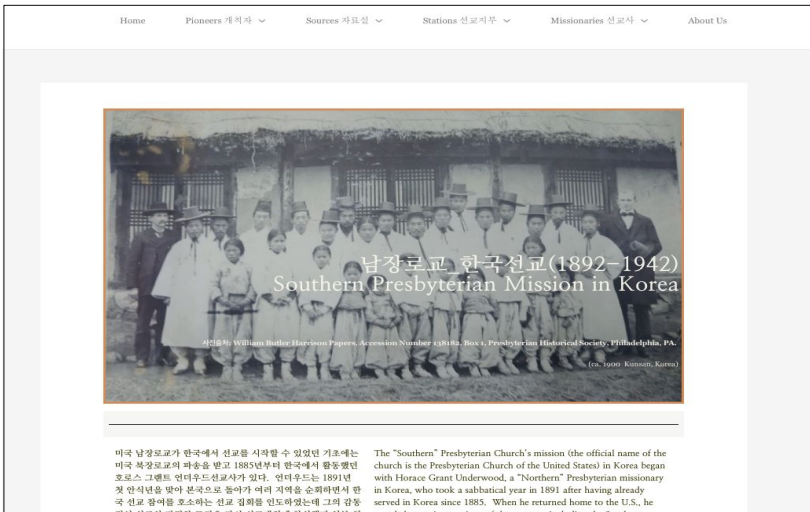 Home Pioneers 개척자 Sources 자료실 Stations 선교지부 Missionaries 선교사 About Us
남장로교_한국선교(1892-1942)
Southern Presbyterian Mission in Korea
사진출처: William Butler Harrison Papers, Accession Number 138182, Box 1, Presbyterian Historical Society, Philadelphia, PA.
(ca. 1900 Kunsan, Korea)
미국 남장로교가 한국에서 선교를 시작할 수 있었던 기초에는
미국 북장로교의 파송을 받고 1885년부터 한국에서 활동했던
호로스 그랜트 언더우드선교사가 있다. 언더우드는 1891년
첫 안식년을 맞아 본국으로 돌아가 여러 지역을 순회하면서 한
국 선교 참여를 호소하는 선교 집회를 인도하였는데 그의 감동
The "Southern" Presbyterian Church's mission (the official name of the
church is the Presbyterian Church of the United States) in Korea began
with Horace Grant Underwood, a "Northern" Presbyterian missionary
in Korea, who took a sabbatical year in 1891 after having already
served in Korea since 1885. When he returned home to the U.S., he